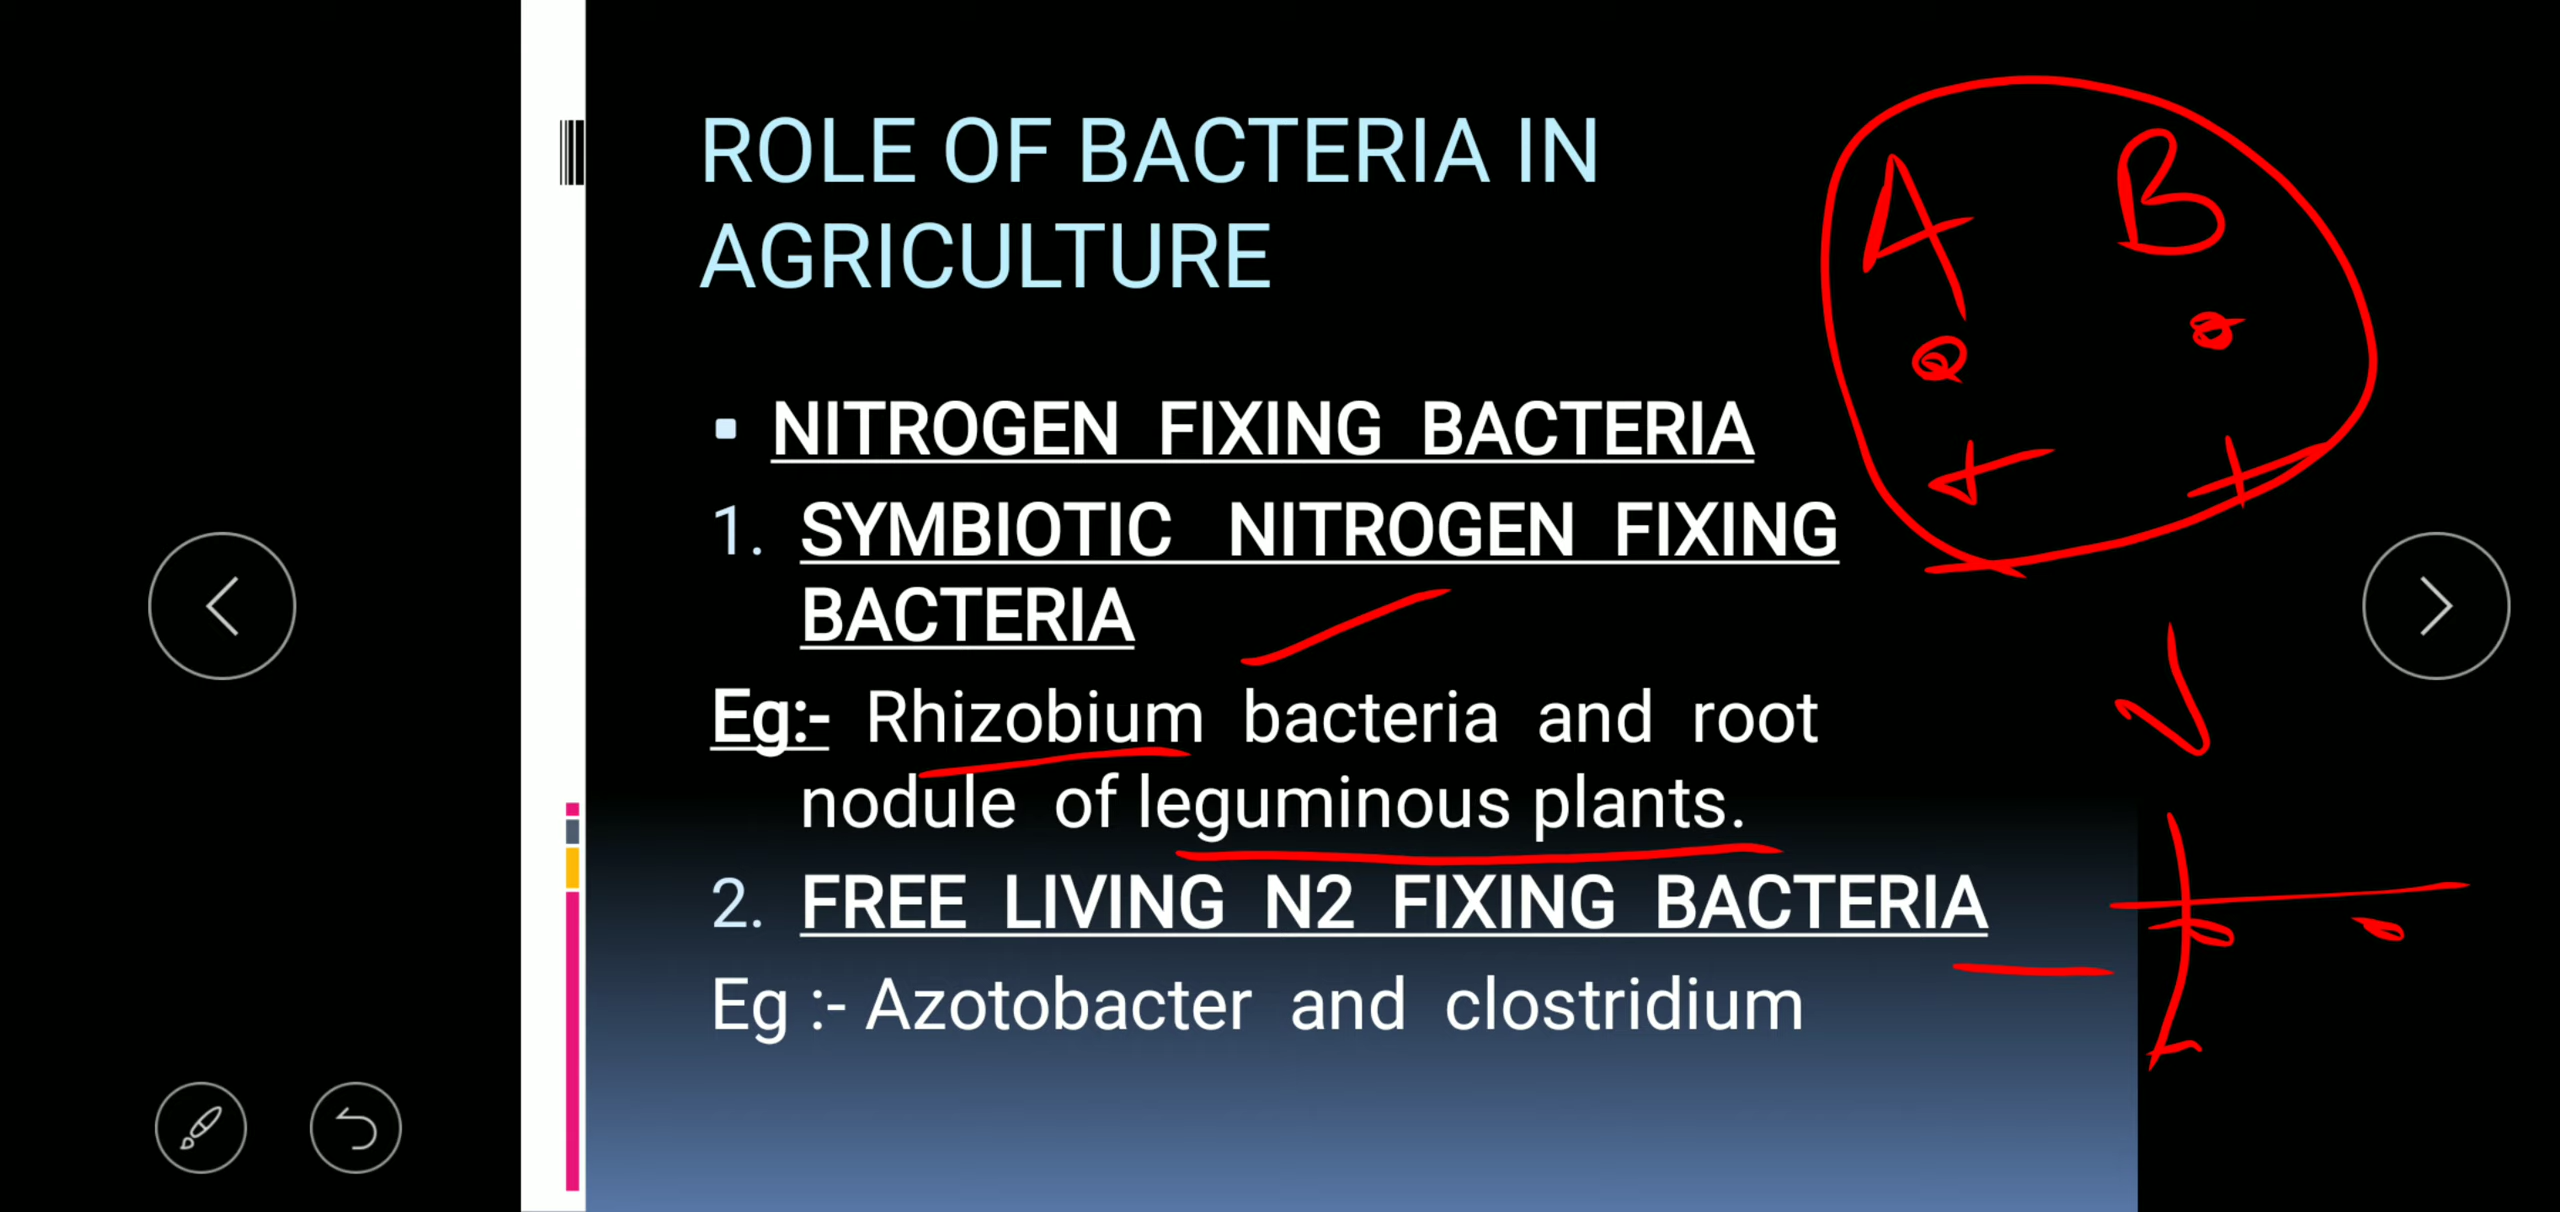 ROLE OF BACTERIA IN
AGRICULTURE
A B
▪ NITROGEN FIXING BACTERIA
+ +
1. SYMBIOTIC NITROGEN FIXING
BACTERIA
Eg:- Rhizobium bacteria and root
nodule of leguminous plants.
2. FREE LIVING N2 FIXING BACTERIA
Eg :- Azotobacter and clostridium